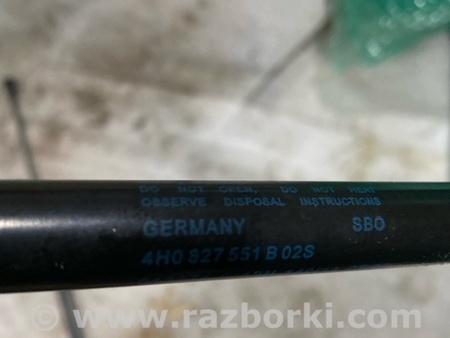 DO NOT OPEN, DO NOT HEAT
OBSERVE DISPOSAL INSTRUCTIONS
GERMANY SBO
4H0 827 551 B 02S
© www.razborki.com